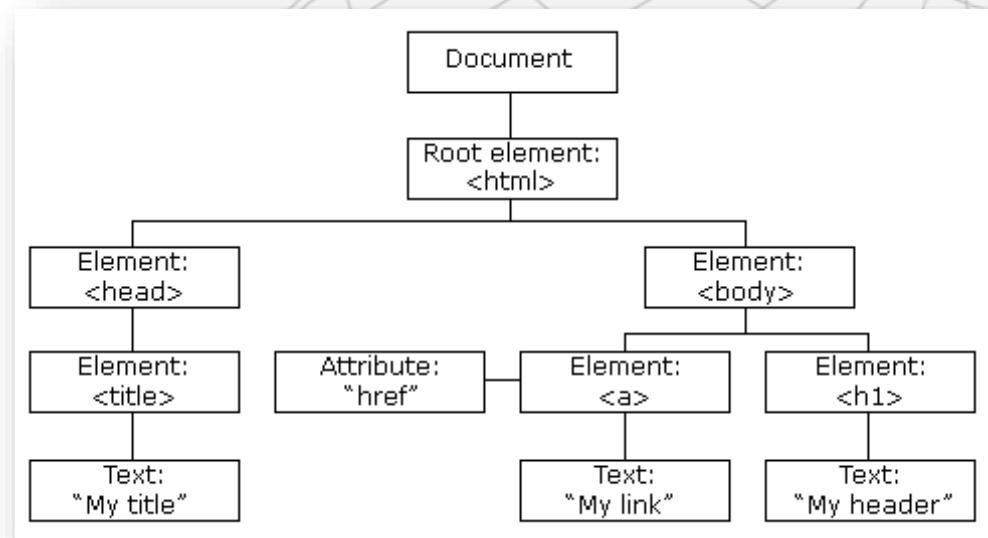 Document
Root element:
<html>
Element:
<head>
Element:
<body>
Element:
<title>
Attribute:
“href”
Element:
<a>
Element:
<h1>
Text:
“My title”
Text:
“My link”
Text:
“My header”